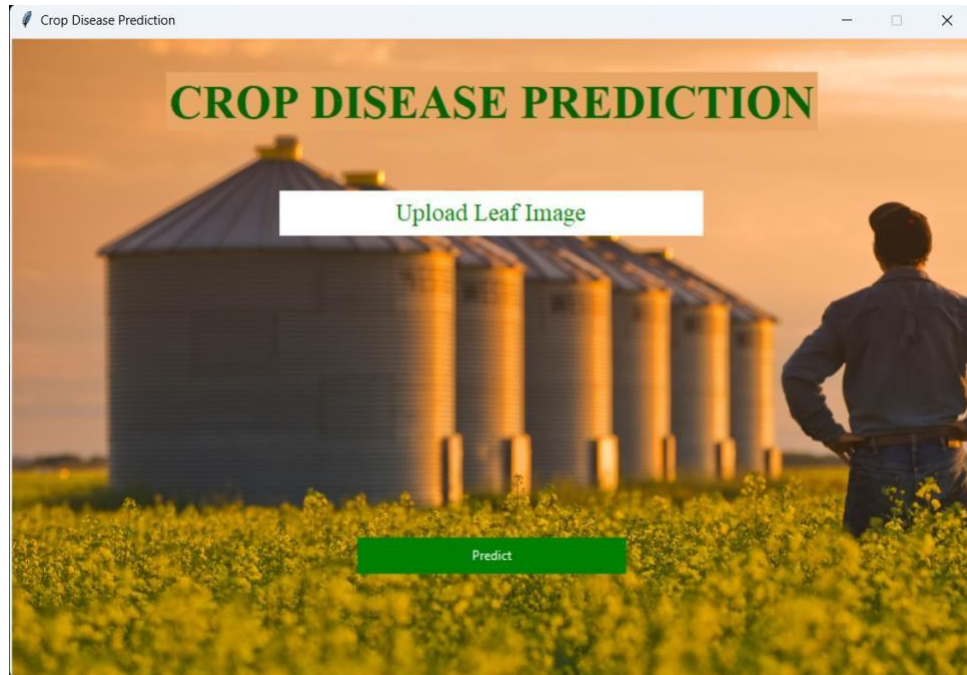 Crop Disease Prediction
CROP DISEASE PREDICTION
Upload Leaf Image
Predict